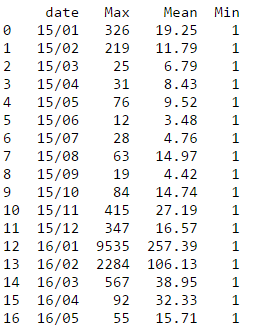 date Max Mean Min
0 15/01 326 19.25 1
1 15/02 219 11.79 1
2 15/03 25 6.79 1
3 15/04 31 8.43 1
4 15/05 76 9.52 1
5 15/06 12 3.48 1
6 15/07 28 4.76 1
7 15/08 63 14.97 1
8 15/09 19 4.42 1
9 15/10 84 14.74 1
10 15/11 415 27.19 1
11 15/12 347 16.57 1
12 16/01 9535 257.39 1
13 16/02 2284 106.13 1
14 16/03 567 38.95 1
15 16/04 92 32.33 1
16 16/05 55 15.71 1